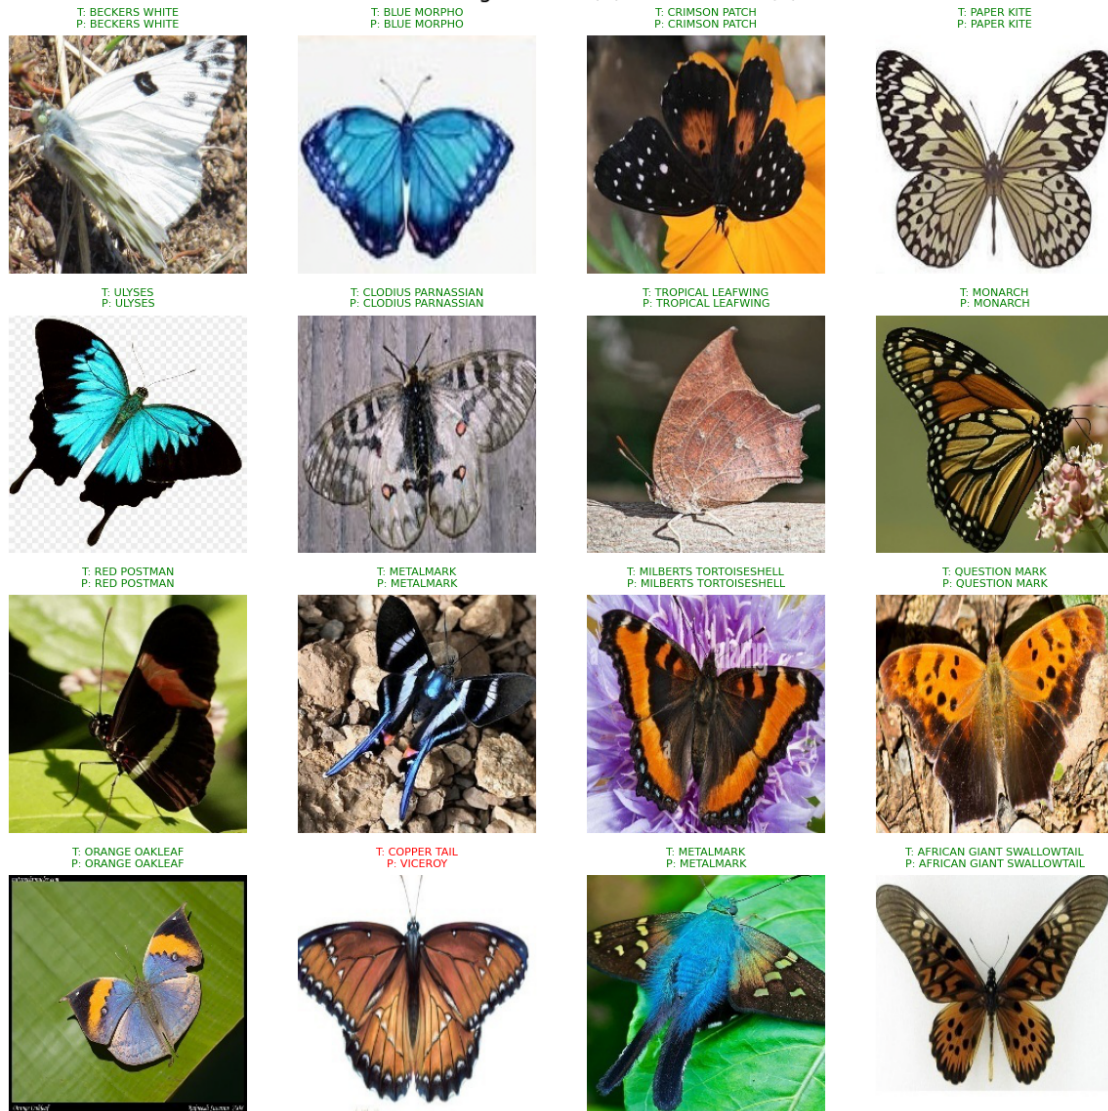 T: BECKERS WHITE
P: BECKERS WHITE
T: BLUE MORPHO
P: BLUE MORPHO
T: CRIMSON PATCH
P: CRIMSON PATCH
T: PAPER KITE
P: PAPER KITE
T: ULYSES
P: ULYSES
T: CLODIUS PARNASSIAN
P: CLODIUS PARNASSIAN
T: TROPICAL LEAFWING
P: TROPICAL LEAFWING
T: MONARCH
P: MONARCH
T: RED POSTMAN
P: RED POSTMAN
T: METALMARK
P: METALMARK
T: MILBERTS TORTOISESHELL
P: MILBERTS TORTOISESHELL
alamy
a
T: QUESTION MARK
P: QUESTION MARK
T: ORANGE OAKLEAF
P: ORANGE OAKLEAF
T: COPPER TAIL
P: VICEROY
T: METALMARK
P: METALMARK
T: AFRICAN GIANT SWALLOWTAIL
P: AFRICAN GIANT SWALLOWTAIL